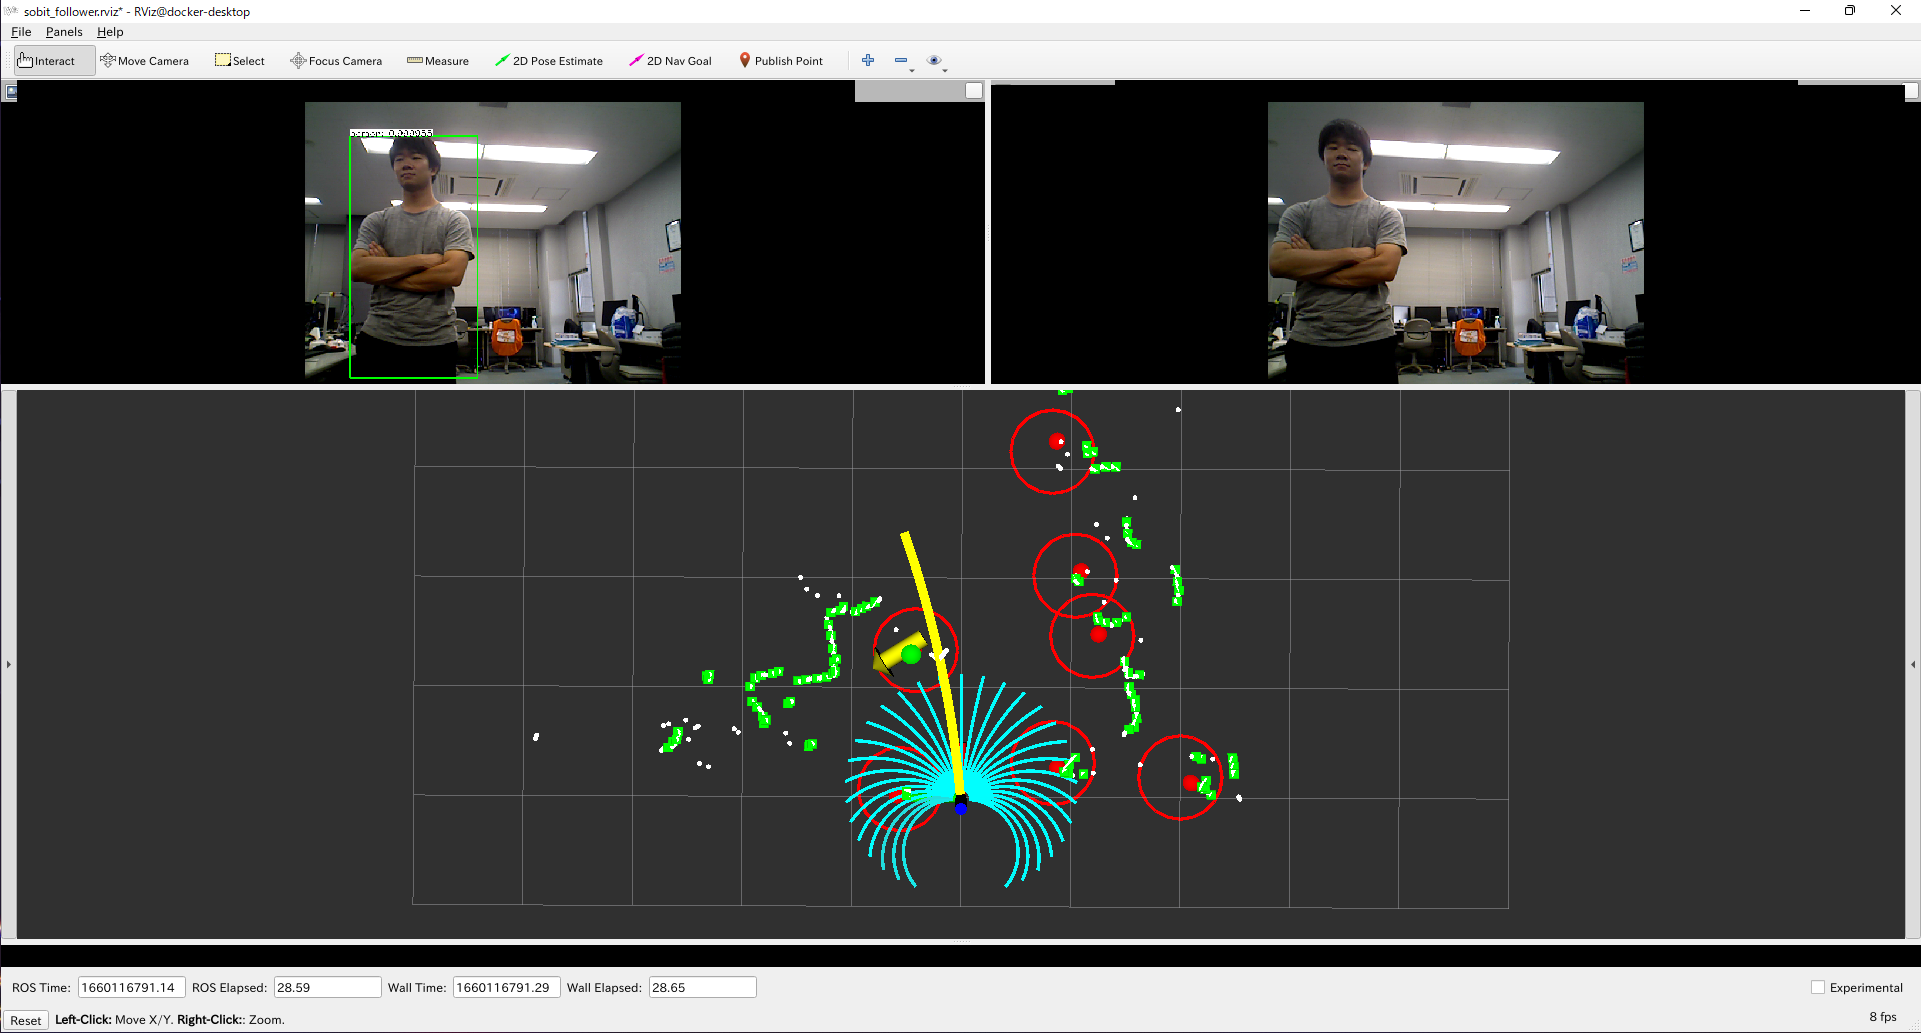 sobit_follower.rviz* - RViz@docker-desktop
File Panels Help
Interact Move Camera Select Focus Camera Measure 2D Pose Estimate 2D Nav Goal Publish Point
ROS Time: 1660116791.14 ROS Elapsed: 28.59 Wall Time: 1660116791.29 Wall Elapsed: 28.65 Experimental
Reset Left-Click: Move X/Y. Right-Click:: Zoom. 8 fps